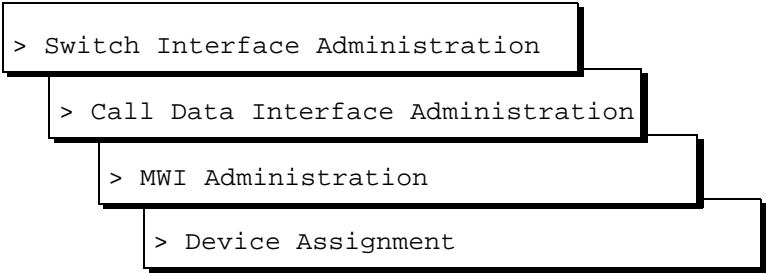 > Switch Interface Administration
> Call Data Interface Administration
> MWI Administration
> Device Assignment